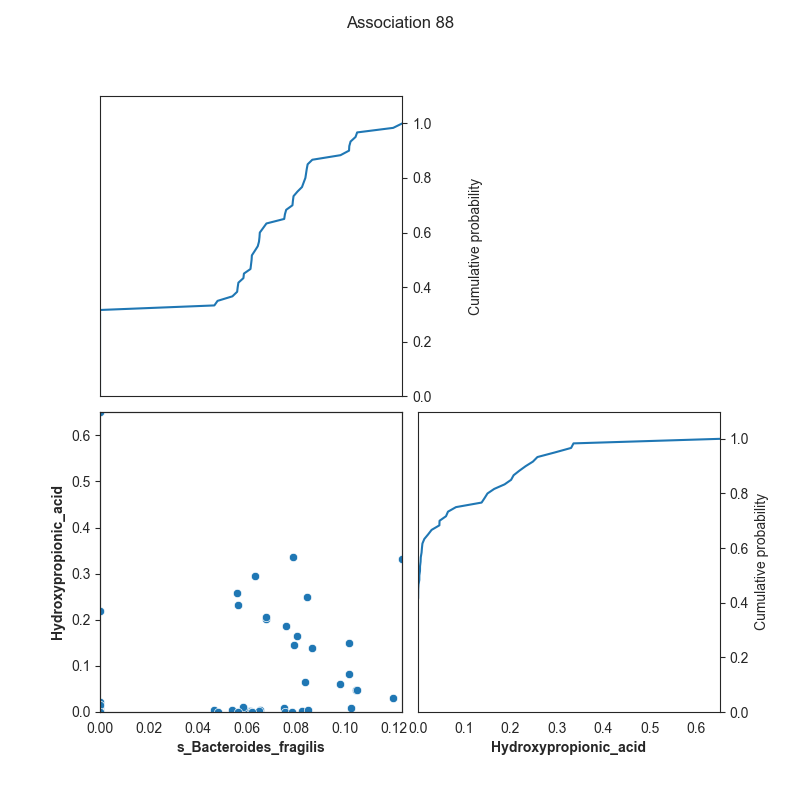 Association 88
1.0
0.8
0.6
0.4
0.2
0.0
Cumulative probability
0.6
0.5
0.4
0.3
0.2
0.1
0.0
Hydroxypropionic_acid
0.00 0.02 0.04 0.06 0.08 0.10 0.12
s_Bacteroides_fragilis
1.0
0.8
0.6
0.4
0.2
0.0
Cumulative probability
0.0 0.1 0.2 0.3 0.4 0.5 0.6
Hydroxypropionic_acid